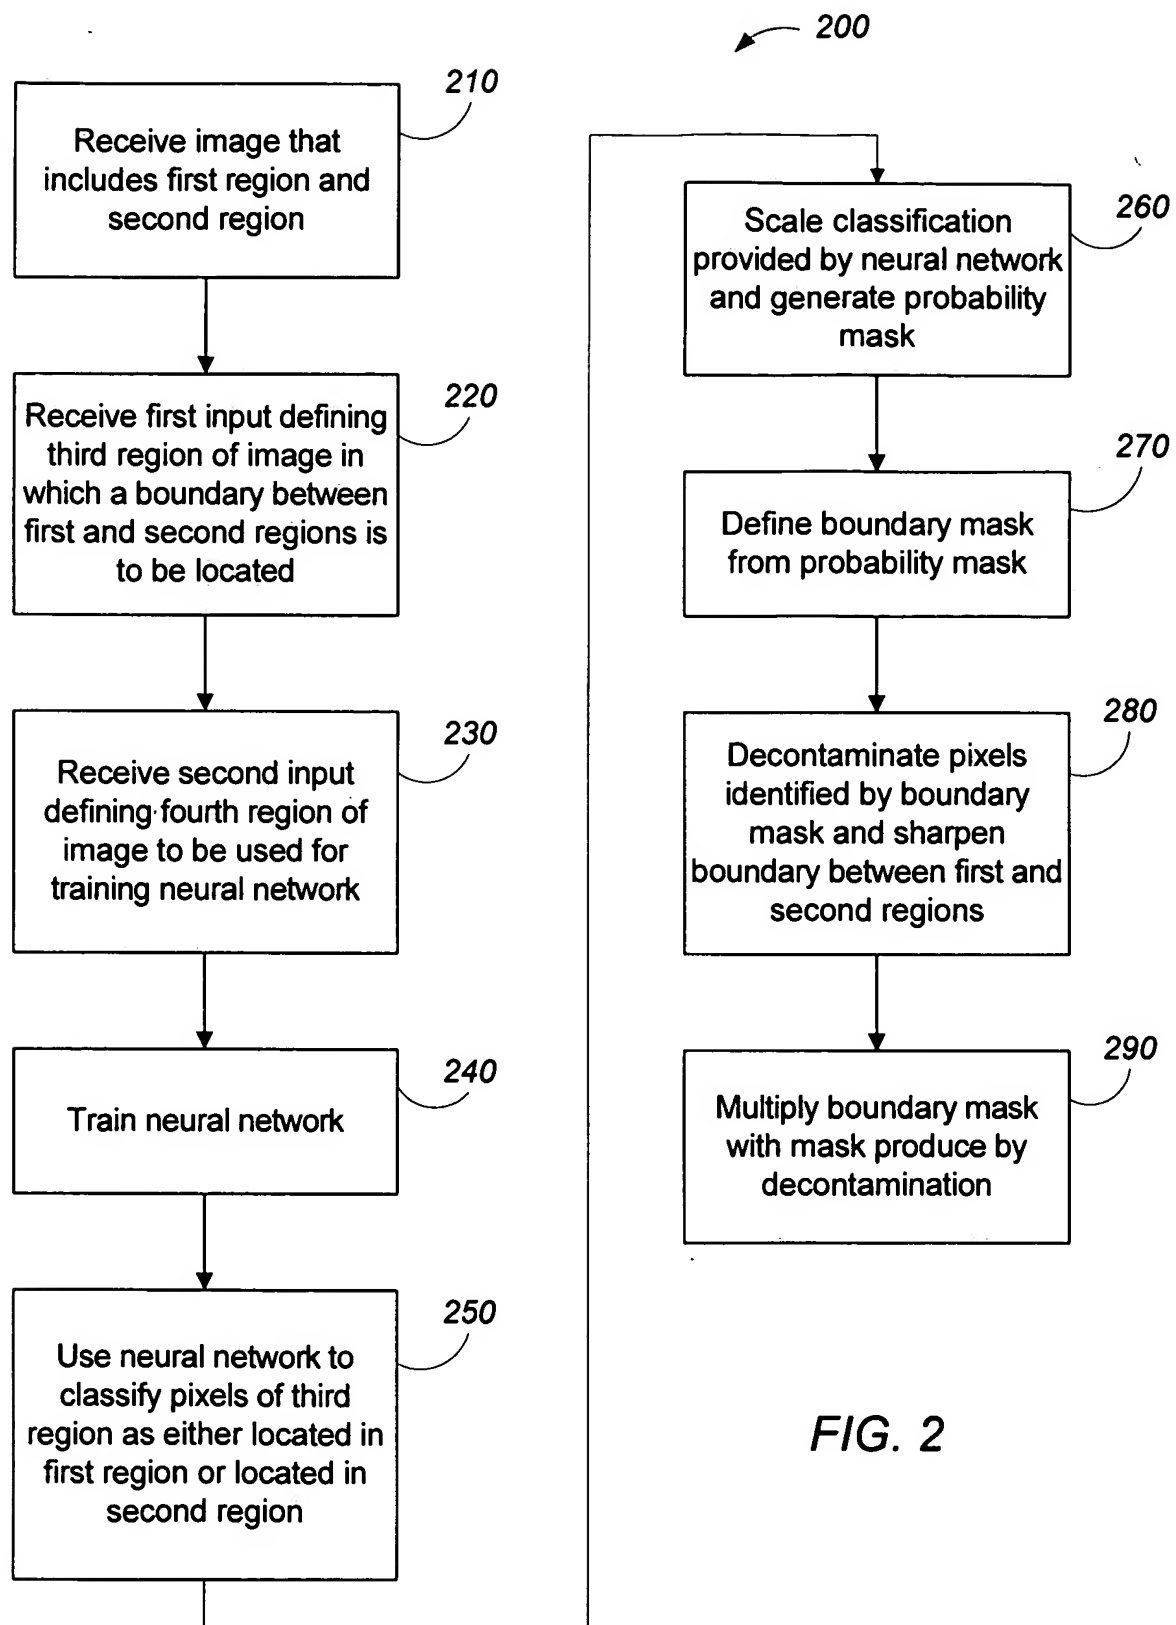 200
210
Receive image that
includes first region and
second region
220
Receive first input defining
third region of image in
which a boundary between
first and second regions is
to be located
230
Receive second input
defining fourth region of
image to be used for
training neural network
240
Train neural network
250
Use neural network to
classify pixels of third
region as either located in
first region or located in
second region
260
Scale classification
provided by neural network
and generate probability
mask
270
Define boundary mask
from probability mask
280
Decontaminate pixels
identified by boundary
mask and sharpen
boundary between first and
second regions
290
Multiply boundary mask
with mask produce by
decontamination
FIG. 2